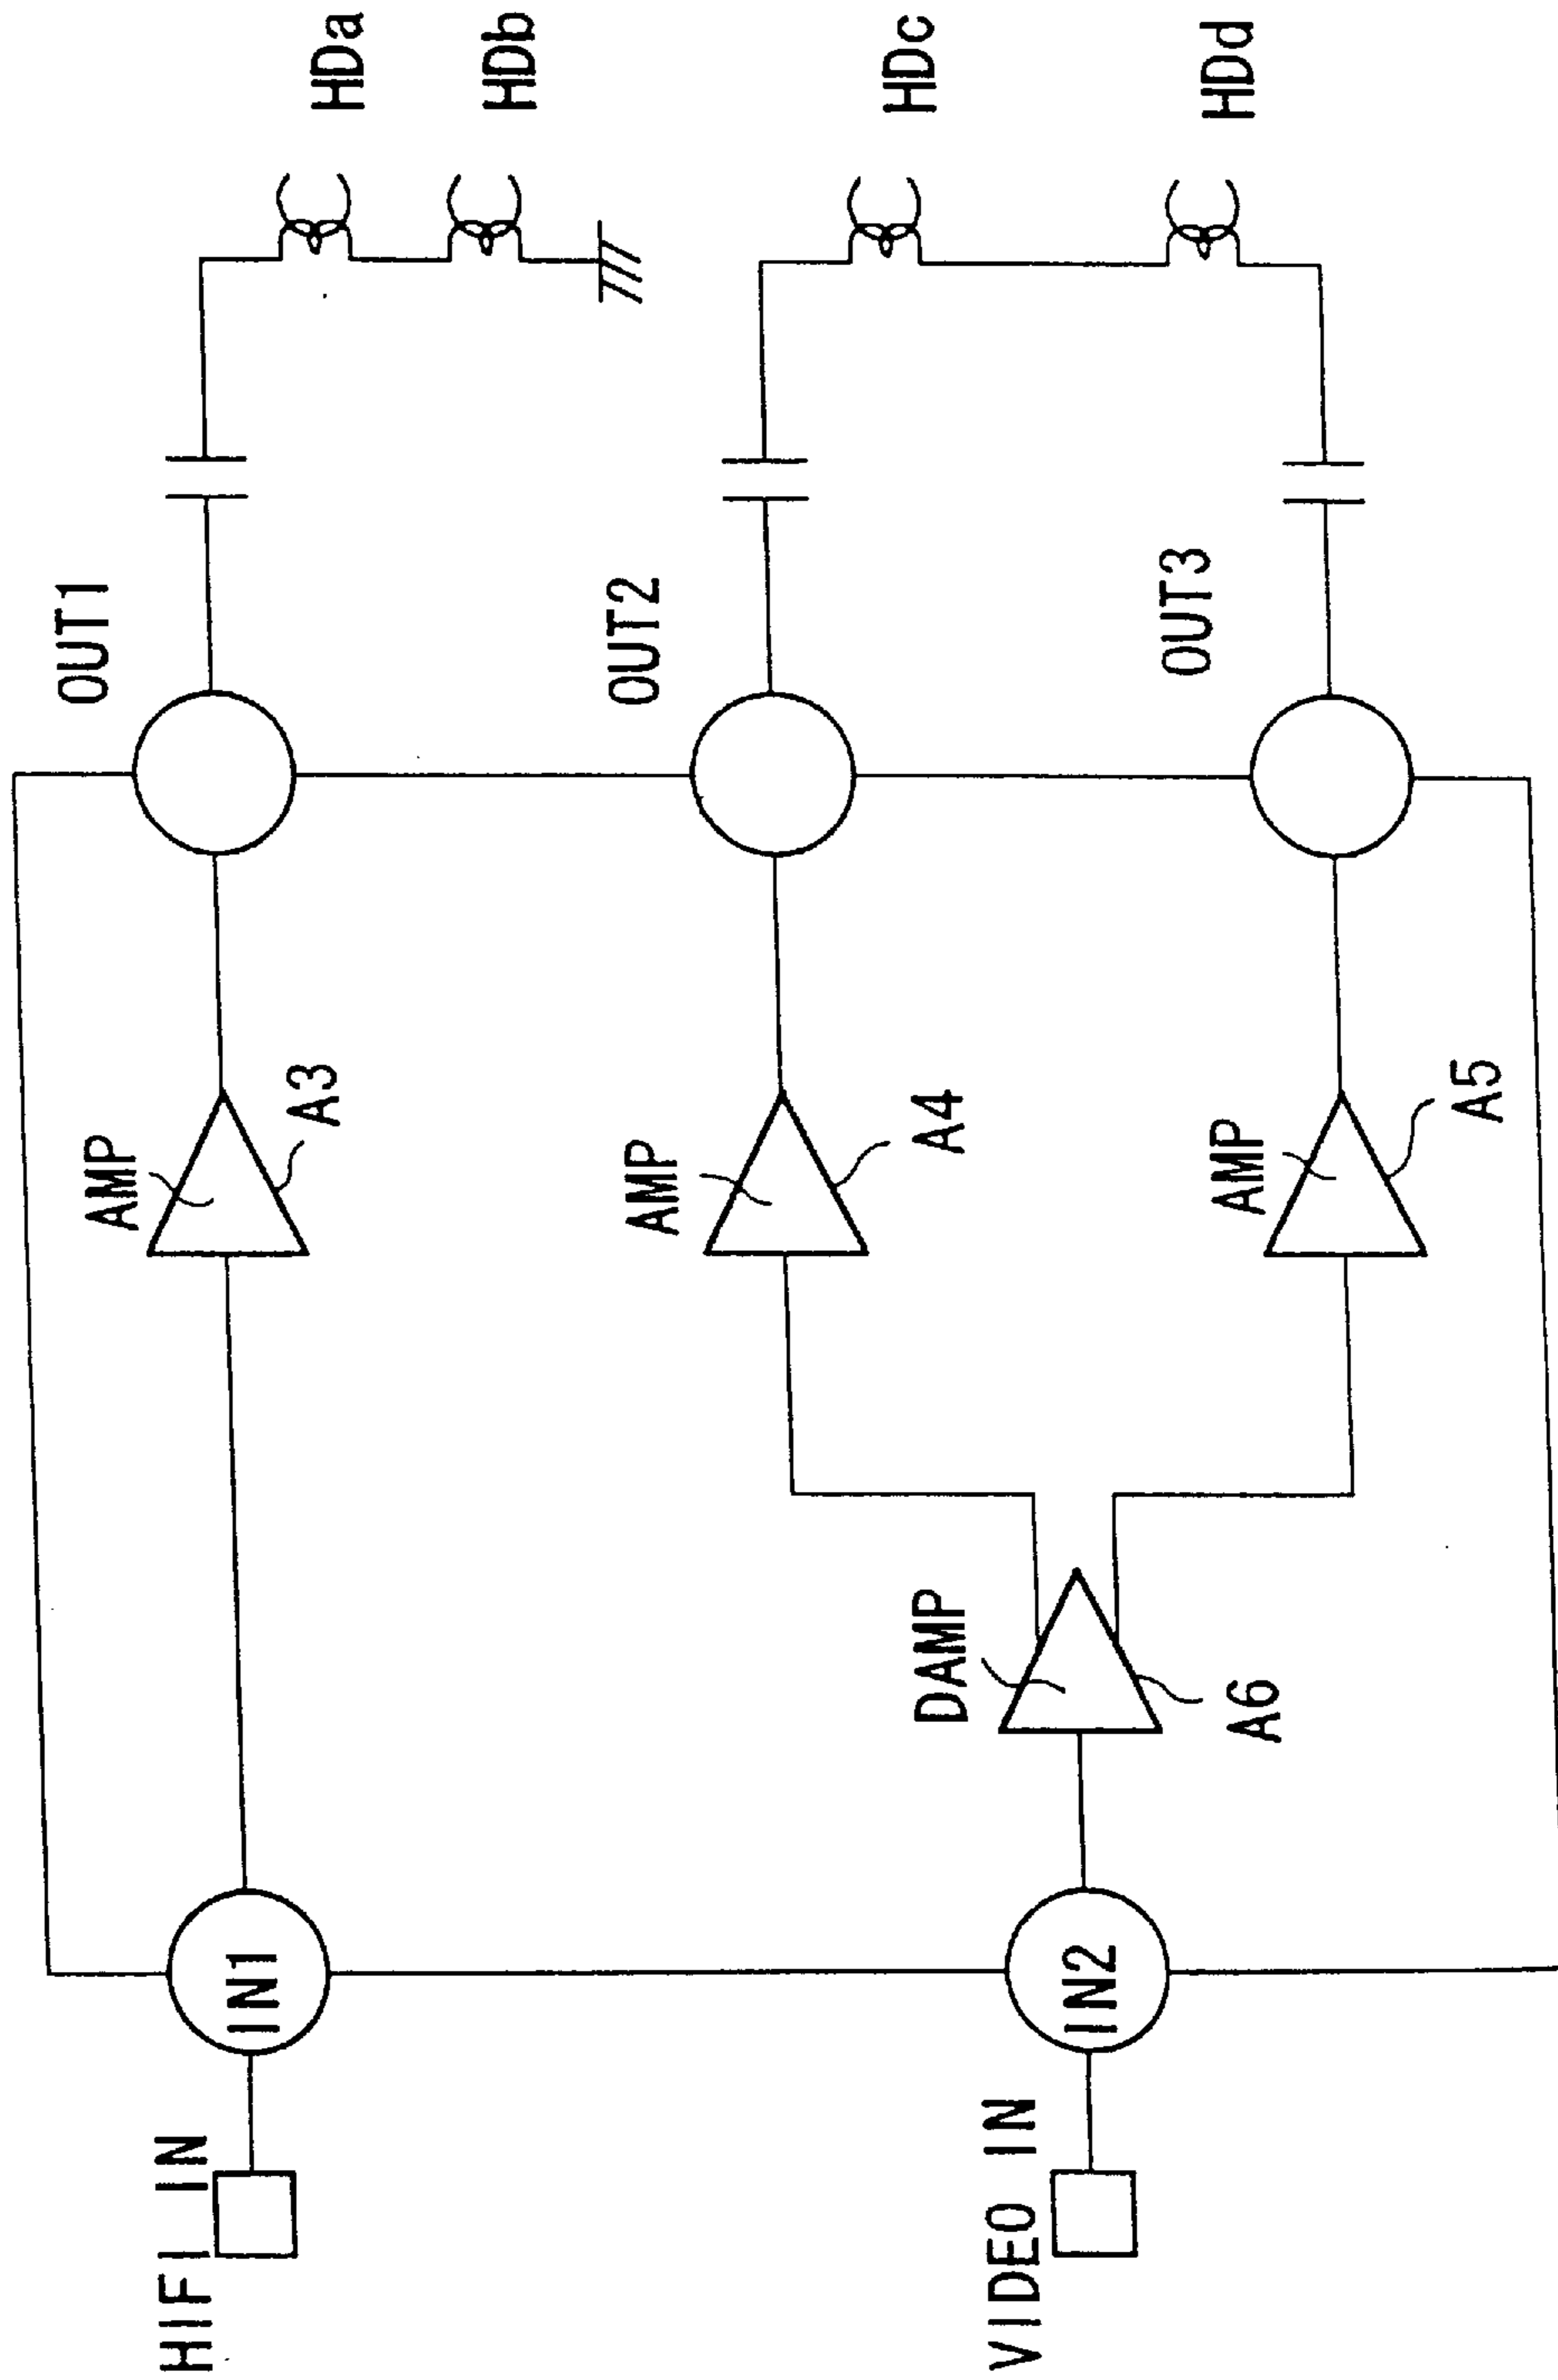 HIFI IN
IN1
AMP
A3
OUT1
HDa
HDb
VIDEO IN
IN2
DAMP
A6
AMP
A4
OUT2
HDc
AMP
A5
OUT3
HDd